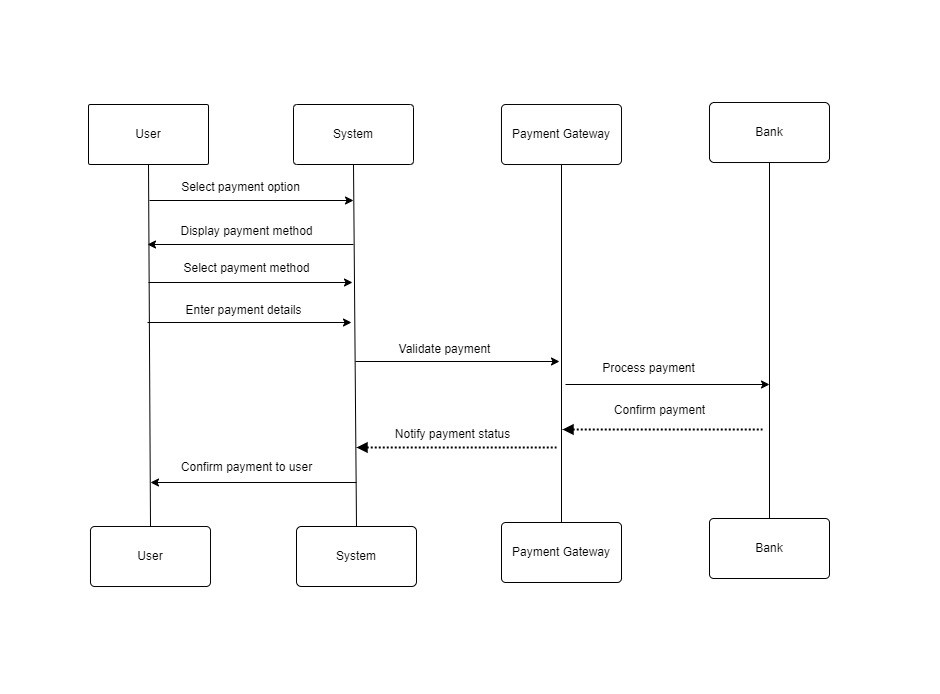 User
System
Payment Gateway
Bank
Select payment option
Display payment method
Select payment method
Enter payment details
Validate payment
Process payment
Confirm payment
Notify payment status
Confirm payment to user
User
System
Payment Gateway
Bank